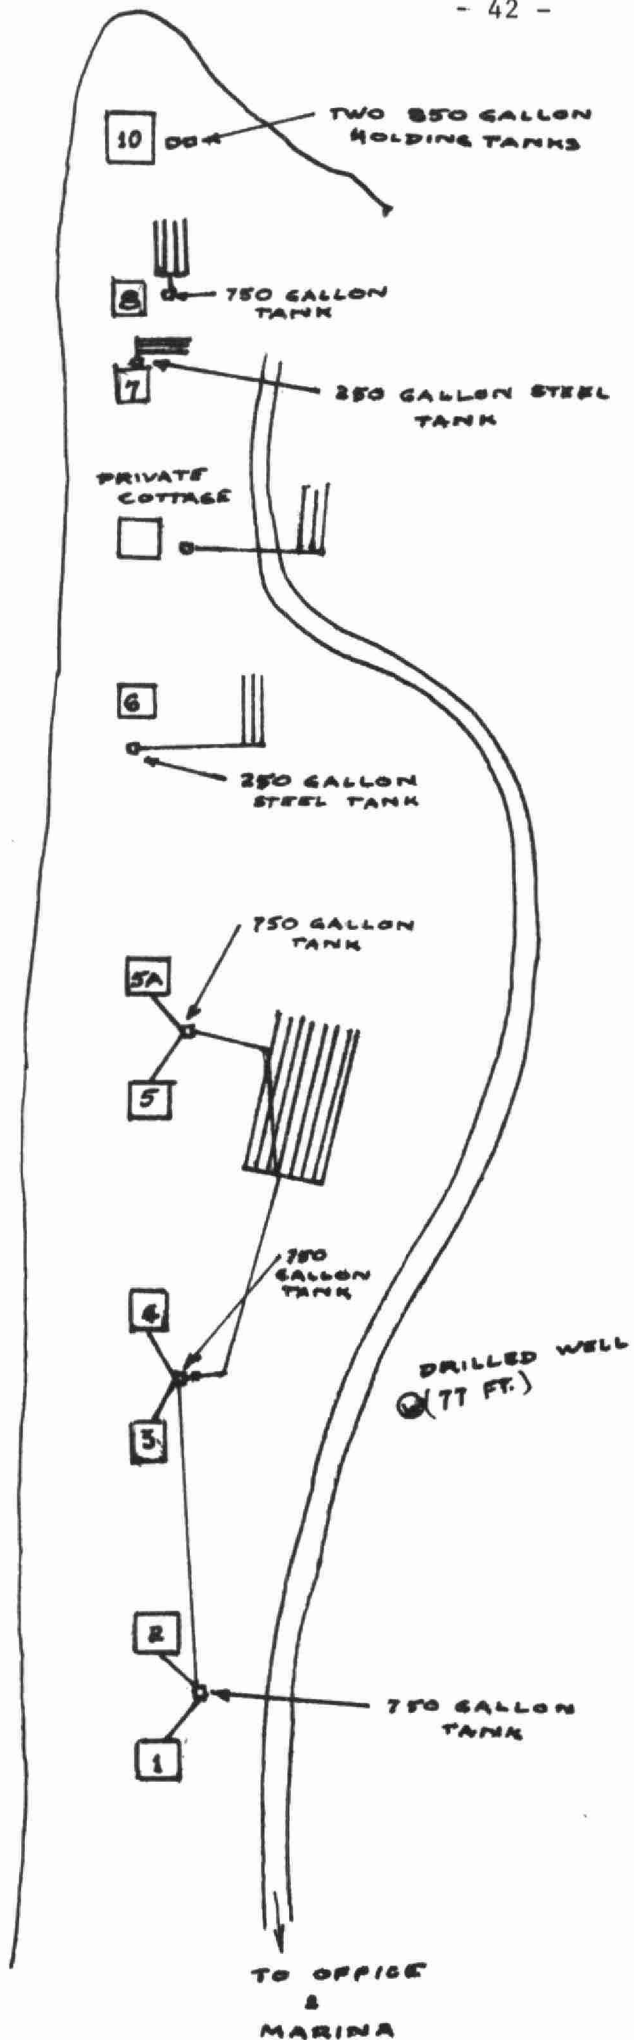 - 42 -
10
TWO 850 GALLON
HOLDING TANKS
8
750 GALLON
TANK
7
250 GALLON STEEL
TANK
PRIVATE
COTTAGE
6
250 GALLON
STEEL TANK
750 GALLON
TANK
5A
5
750
GALLON
TANK
4
3
DRILLED WELL
W (77 FT.)
2
1
750 GALLON
TANK
TO OFFICE
&
MARINA